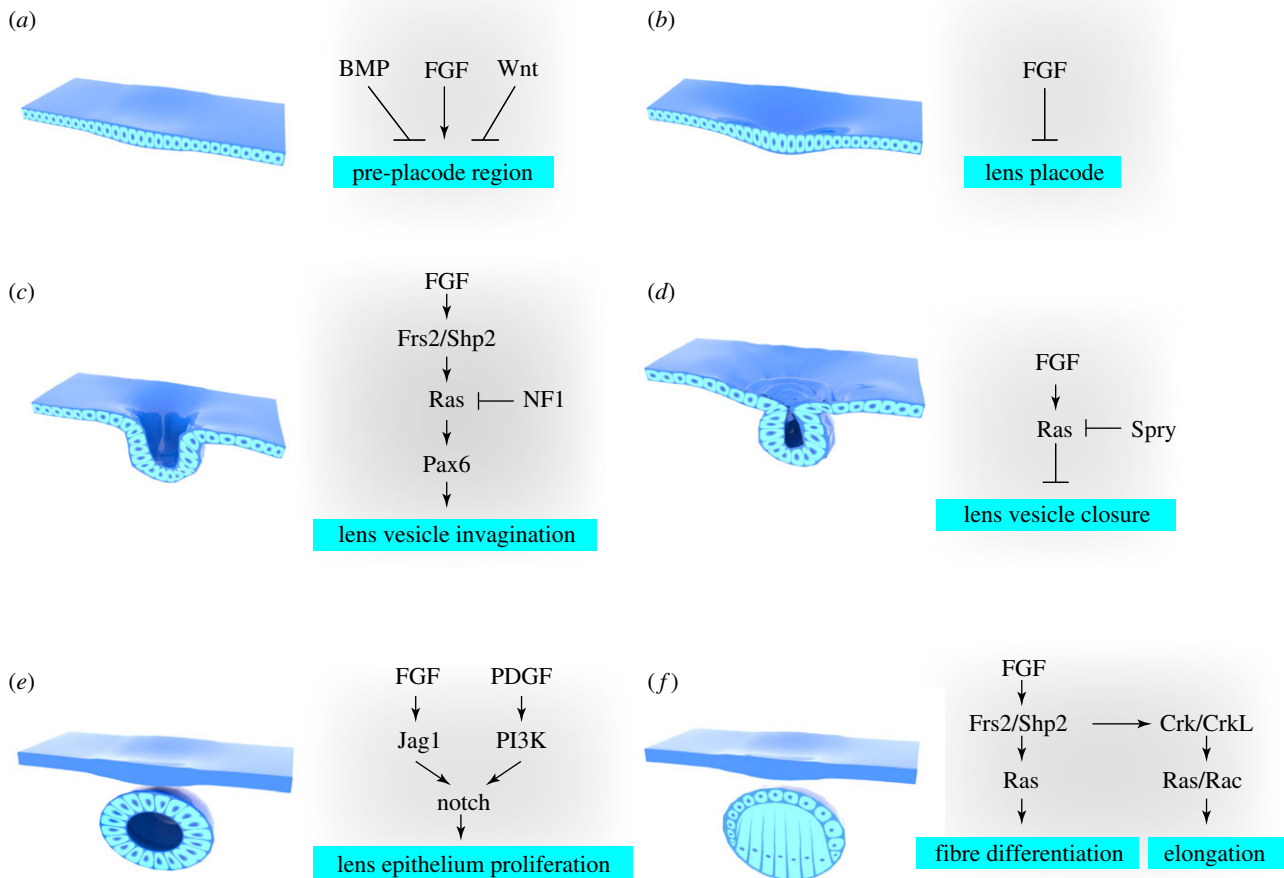 (a)
BMP FGF Wnt
pre-placode region
(b)
FGF
lens placode
(c)
FGF
Frs2/Shp2
Ras NF1
Pax6
lens vesicle invagination
(d)
FGF
Ras Spry
lens vesicle closure
(e)
FGF PDGF
Jag1 PI3K
notch
lens epithelium proliferation
(f)
FGF
Frs2/Shp2 Crk/CrkL
Ras Ras/Rac
fibre differentiation elongation